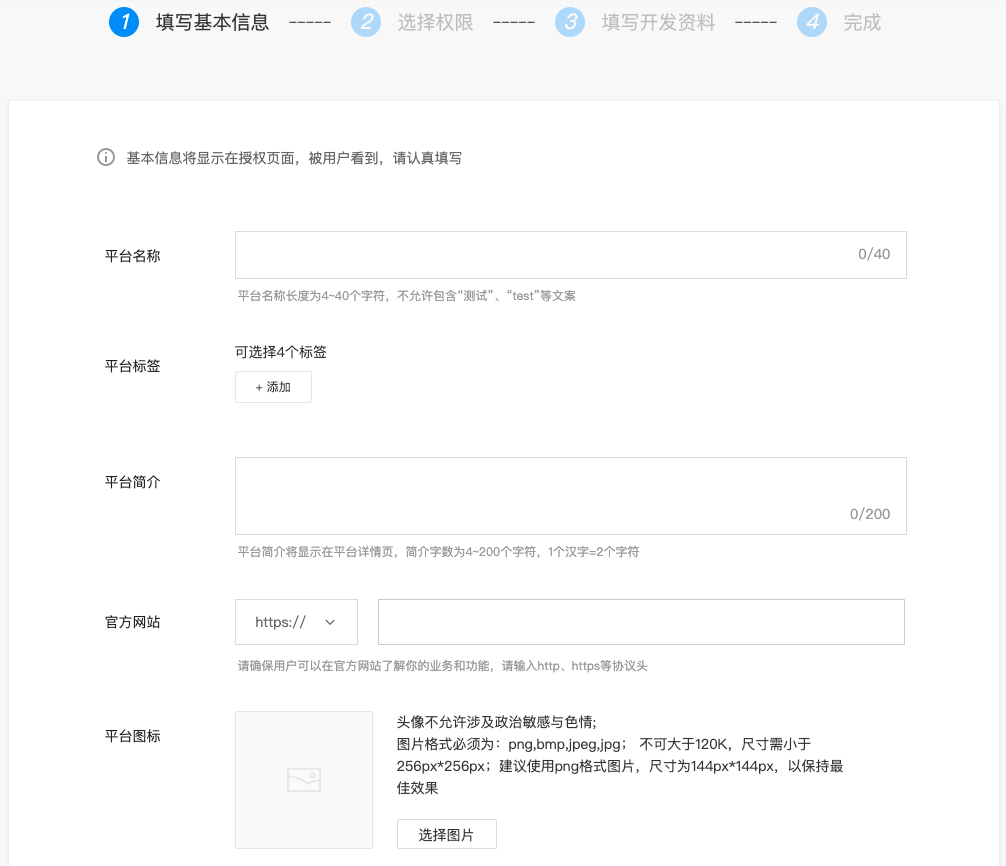 1 填写基本信息 ----- 2 选择权限 ----- 3 填写开发资料 ----- 4 完成
基本信息将显示在授权页面，被用户看到，请认真填写
平台名称
0/40
平台名称长度为4~40个字符，不允许包含“测试”、“test”等文案
平台标签
可选择4个标签
+ 添加
平台简介
0/200
平台简介将显示在平台详情页，简介字数为4~200个字符，1个汉字=2个字符
官方网站
https://
请确保用户可以在官方网站了解你的业务和功能，请输入http、https等协议头
平台图标
头像不允许涉及政治敏感与色情;
图片格式必须为：png,bmp,jpeg,jpg； 不可大于120K，尺寸需小于
256px*256px；建议使用png格式图片，尺寸为144px*144px，以保持最
佳效果
选择图片